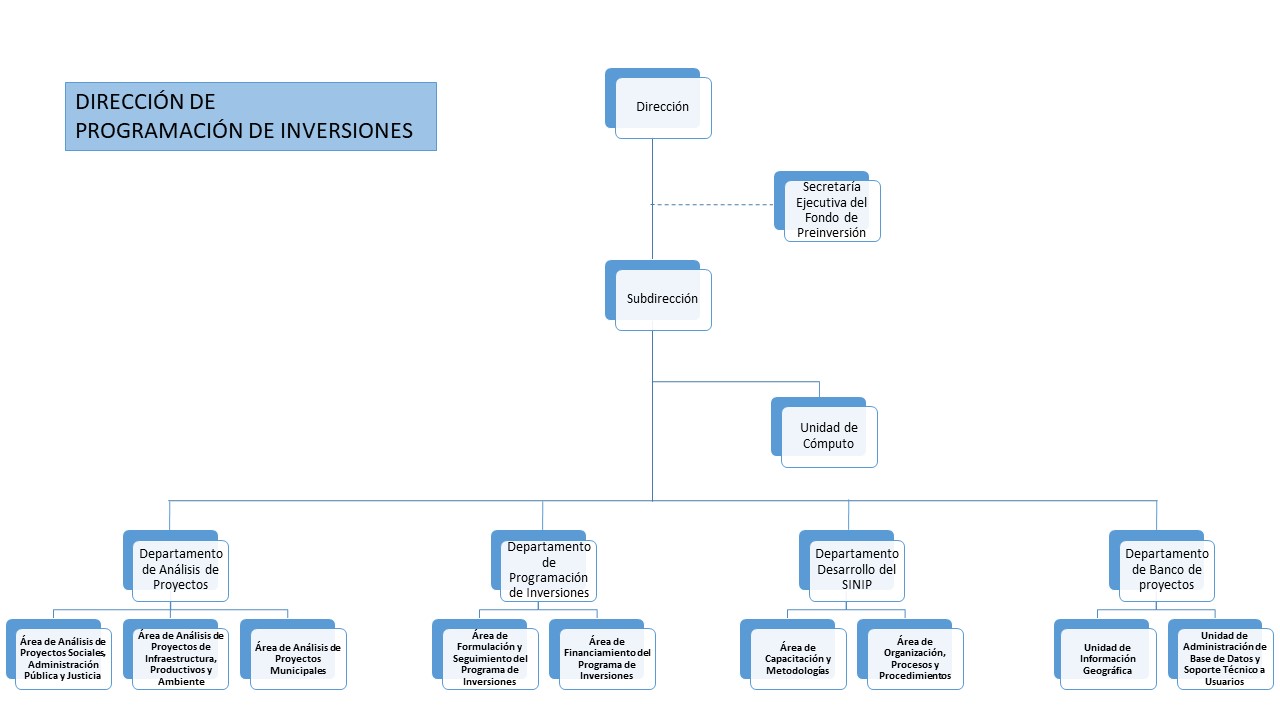 DIRECCIÓN DE
PROGRAMACIÓN DE INVERSIONES
Dirección
Secretaría
Ejecutiva del
Fondo de
Preinversión
Subdirección
Unidad de
Cómputo
Departamento
de Análisis de
Proyectos
Departamento
de
Programación
de Inversiones
Departamento
Desarrollo del
SINIP
Departamento
de Banco de
proyectos
Área de Análisis de
Proyectos Sociales,
Administración
Pública y Justicia
Área de Análisis de
Proyectos de
Infraestructura,
Productivos y
Ambiente
Área de Análisis de
Proyectos
Municipales
Área de
Formulación y
Seguimiento del
Programa de
Inversiones
Área de
Financiamiento del
Programa de
Inversiones
Área de
Capacitación y
Metodologías
Área de
Organización,
Procesos y
Procedimientos
Unidad de
Información
Geográfica
Unidad de
Administración de
Base de Datos y
Soporte Técnico a
Usuarios